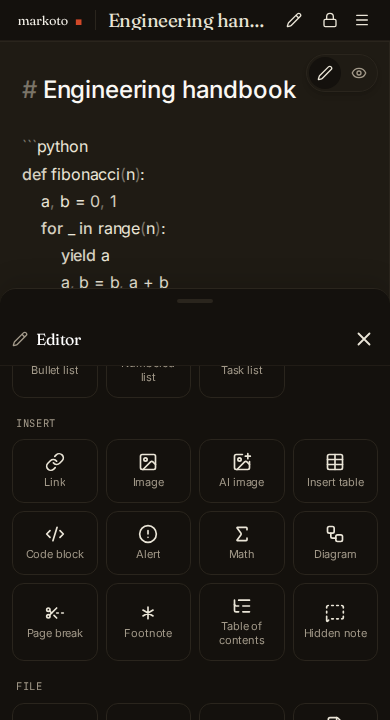 markoto
Engineering han...
# Engineering handbook
```python
def fibonacci(n):
a, b = 0, 1
for _ in range(n):
yield a
a, b = b, a + b
Editor
Bullet list
Numbered list
Task list
INSERT
Link
Image
AI image
Insert table
Code block
Alert
Math
Diagram
Page break
Footnote
Table of
contents
Hidden note
FILE